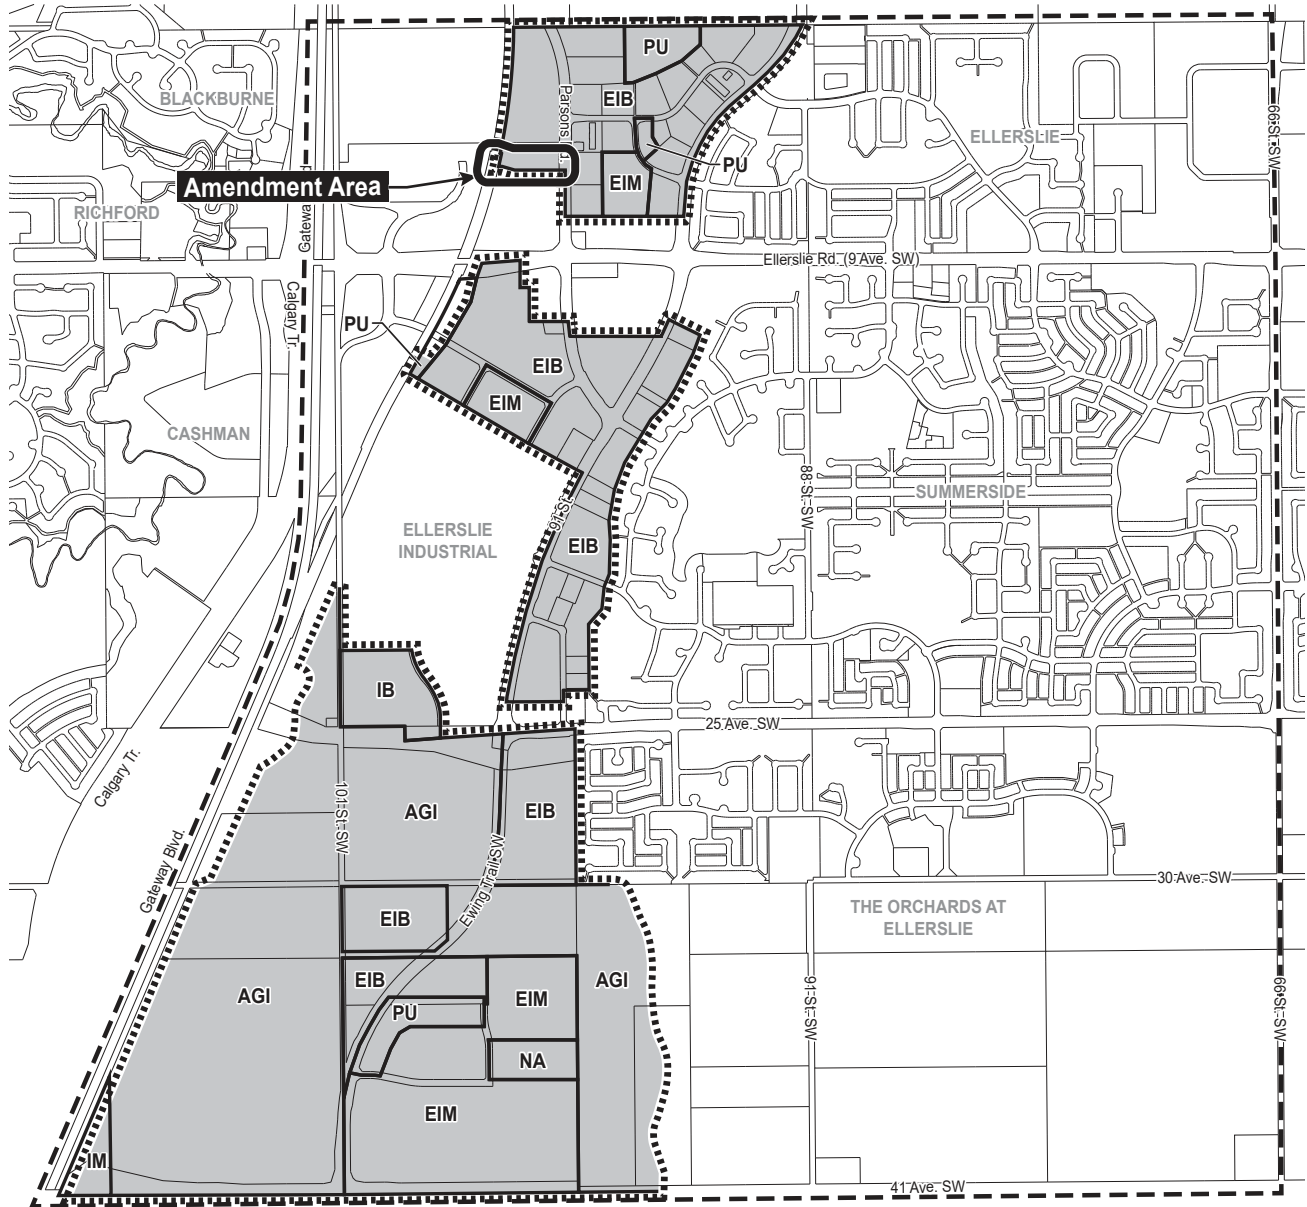 PU
BLACKBURNE
EIB
Parsons Rd.
66 St. SW
ELLERSLIE
PU
Amendment Area
EIM
RICHFORD
Gateway Blvd.
Ellerslie Rd. (9 Ave. SW)
Calgary Tr.
PU
EIB
EIM
CASHMAN
88 St. SW
SUMMERSIDE
ELLERSLIE
INDUSTRIAL
91 St.
EIB
IB
25 Ave. SW
Calgary Tr.
101 St. SW
AGI
EIB
Gateway Blvd.
Ewing Trail SW
30 Ave. SW
EIB
THE ORCHARDS AT
ELLERSLIE
EIB
AGI
EIM
AGI
91 St. SW
66 St. SW
PU
NA
EIM
IM
41 Ave. SW